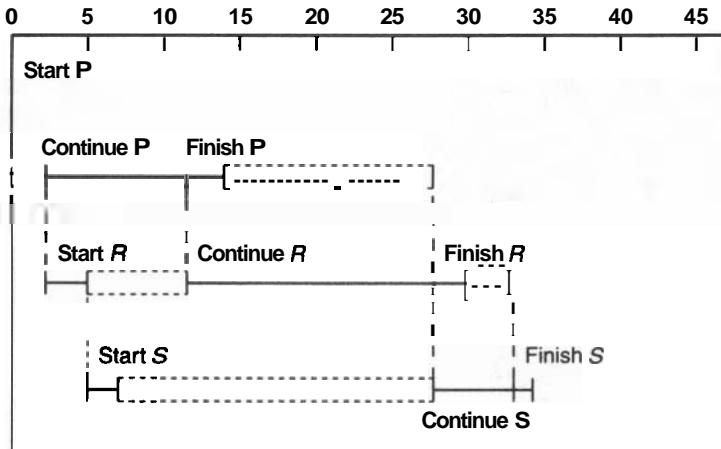 0 5 10 15 20 25 30 35 40 45
Start P
Continue P Finish P
Start R Continue R Finish R
Start S Finish S
Continue S